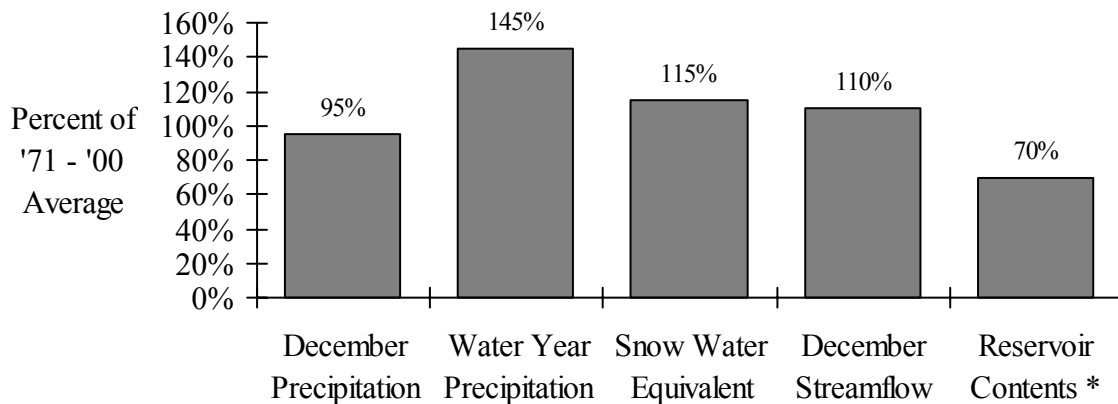 160%
140%
120%
100%
80%
60%
40%
20%
0%
Percent of
'71 - '00
Average
95%
145%
115%
110%
70%
December
Precipitation
Water Year
Precipitation
Snow Water
Equivalent
December
Streamflow
Reservoir
Contents *